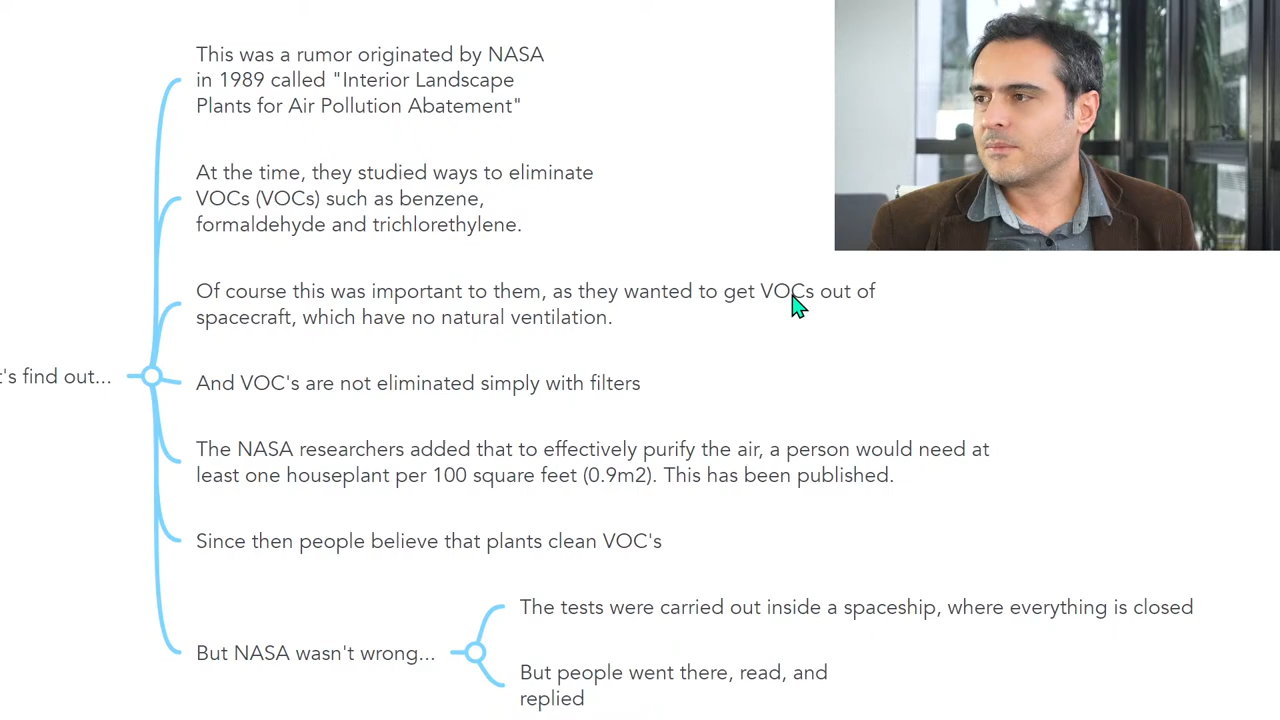 This was a rumor originated by NASA
in 1989 called "Interior Landscape
Plants for Air Pollution Abatement"
At the time, they studied ways to eliminate
VOCs (VOCs) such as benzene,
formaldehyde and trichlorethylene.
Of course this was important to them, as they wanted to get VOCs out of
spacecraft, which have no natural ventilation.
t's find out...
And VOC's are not eliminated simply with filters
The NASA researchers added that to effectively purify the air, a person would need at
least one houseplant per 100 square feet (0.9m2). This has been published.
Since then people believe that plants clean VOC's
But NASA wasn't wrong...
The tests were carried out inside a spaceship, where everything is closed
But people went there, read, and
replied